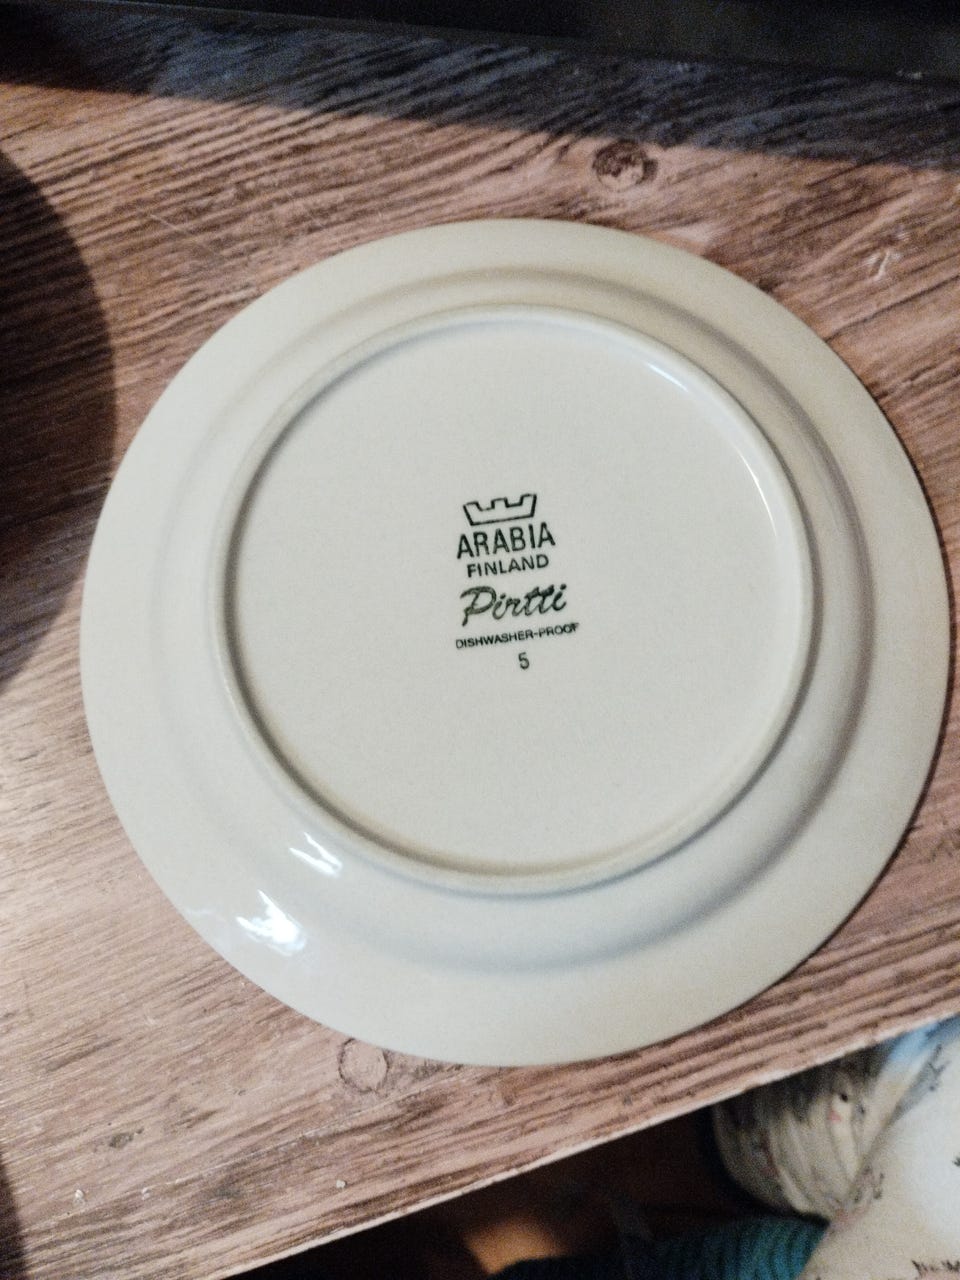 ARABIA
FINLAND
Pirtti
DISHWASHER-PROOF
5